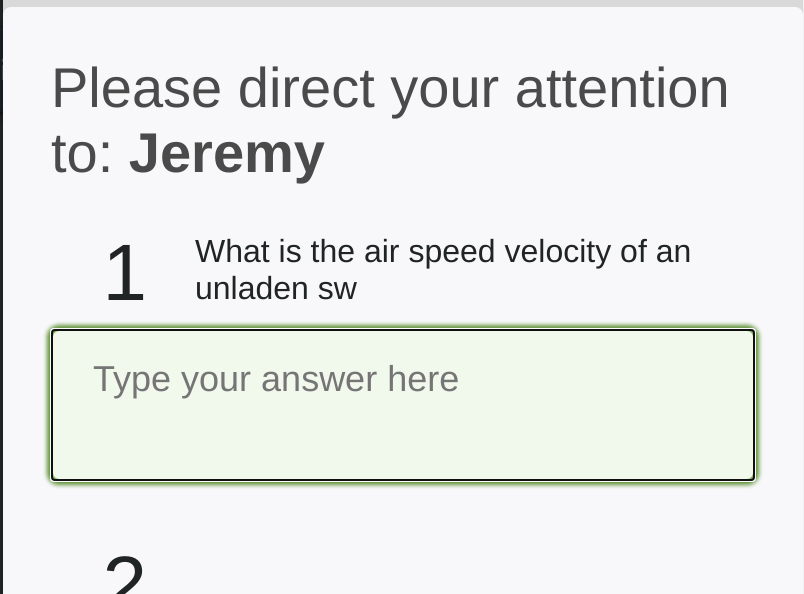 Please direct your attention
to: Jeremy
1
What is the air speed velocity of an
unladen sw
Type your answer here
2